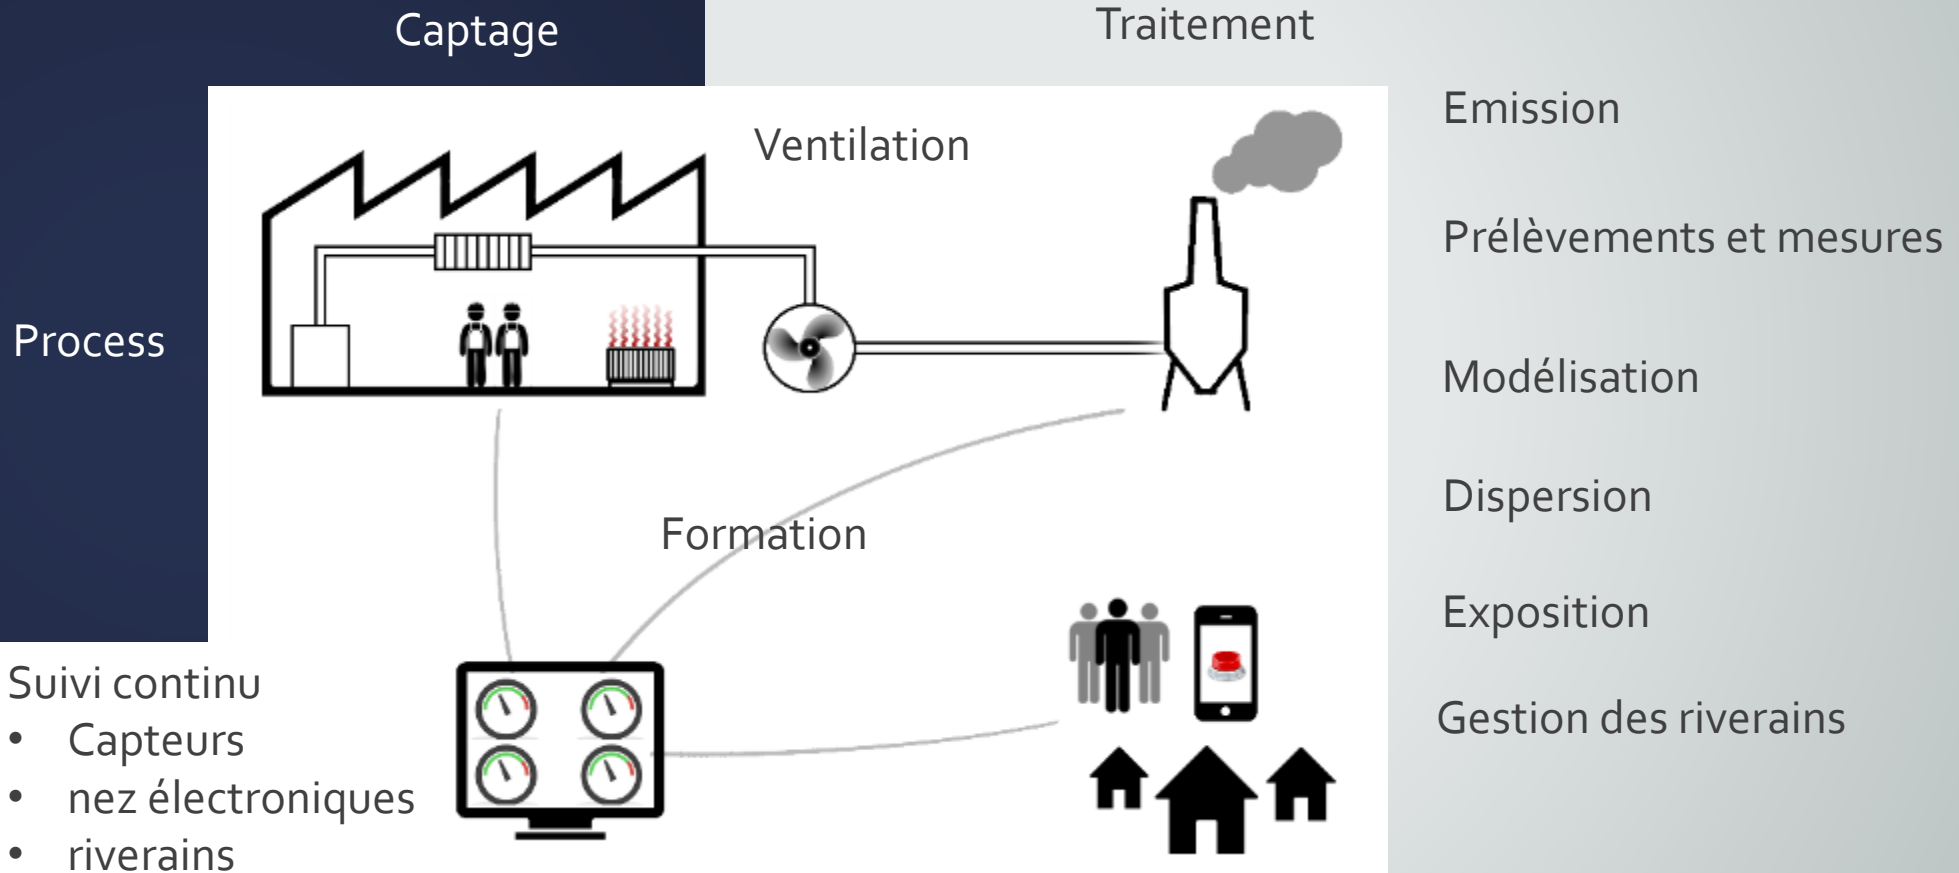 Captage
Traitement
Ventilation
Emission
Prélèvements et mesures
Process
Modélisation
Dispersion
Formation
Exposition
Suivi continu
• Capteurs
• nez électroniques
• riverains
Gestion des riverains